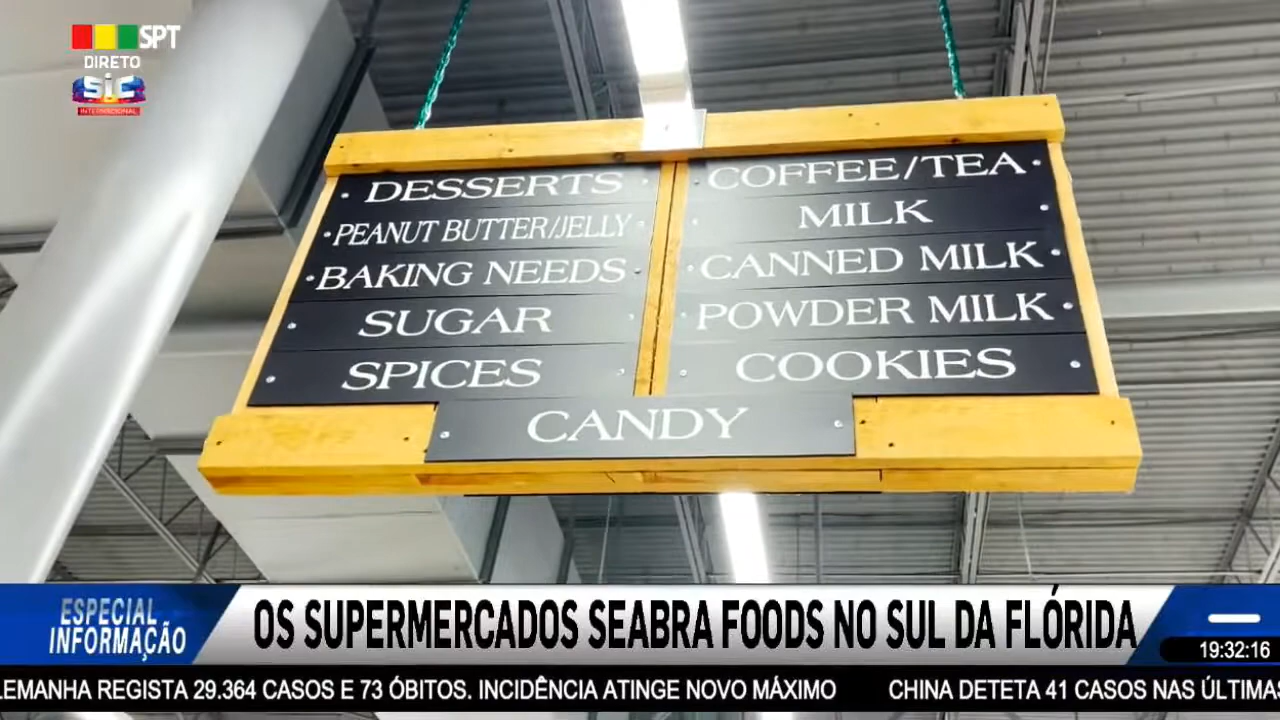 SPT
DIRETO
SiC
INTERNACIONAL
DESSERTS
PEANUT BUTTER/JELLY
BAKING NEEDS
SUGAR
SPICES
COFFEE/TEA
MILK
CANNED MILK
POWDER MILK
COOKIES
CANDY
ESPECIAL
INFORMAÇÃO
OS SUPERMERCADOS SEABRA FOODS NO SUL DA FLÓRIDA
19:32:16
LEMANHA REGISTA 29.364 CASOS E 73 ÓBITOS. INCIDÊNCIA ATINGE NOVO MÁXIMO CHINA DETETA 41 CASOS NAS ÚLTIMAS